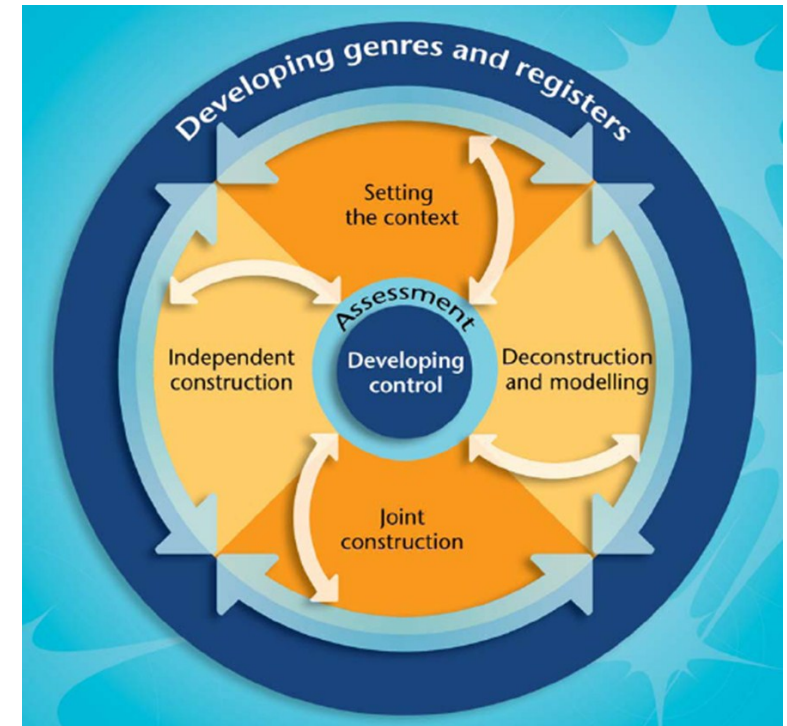 Developing genres and registers
Setting
the context
Assessment
Independent
construction
Developing
control
Deconstruction
and modelling
Joint
construction